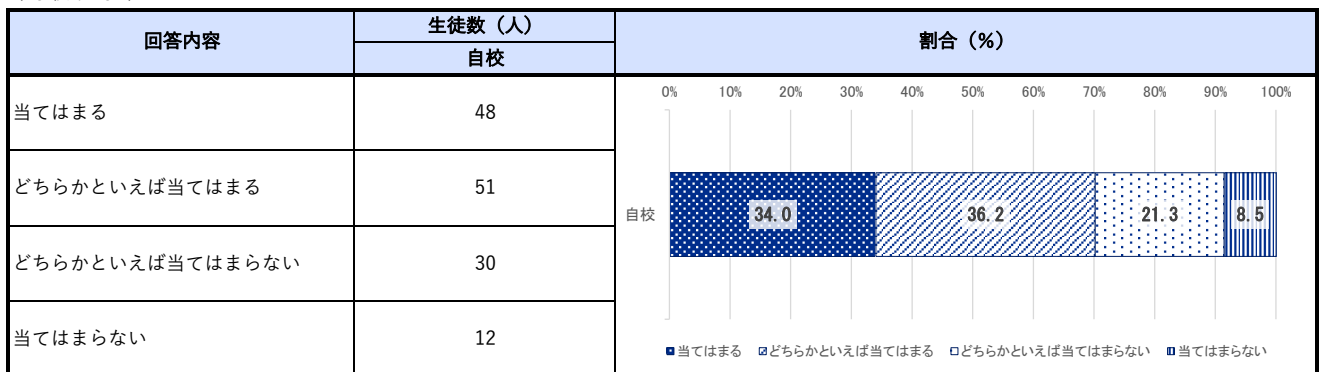 回答内容
生徒数（人）
自校
割合（%）
当てはまる
48
どちらかといえば当てはまる
51
どちらかといえば当てはまらない
30
当てはまらない
12
0% 10% 20% 30% 40% 50% 60% 70% 80% 90% 100%
自校 34.0 36.2 21.3 8.5
当てはまる どちらかといえば当てはまる どちらかといえば当てはまらない 当てはまらない